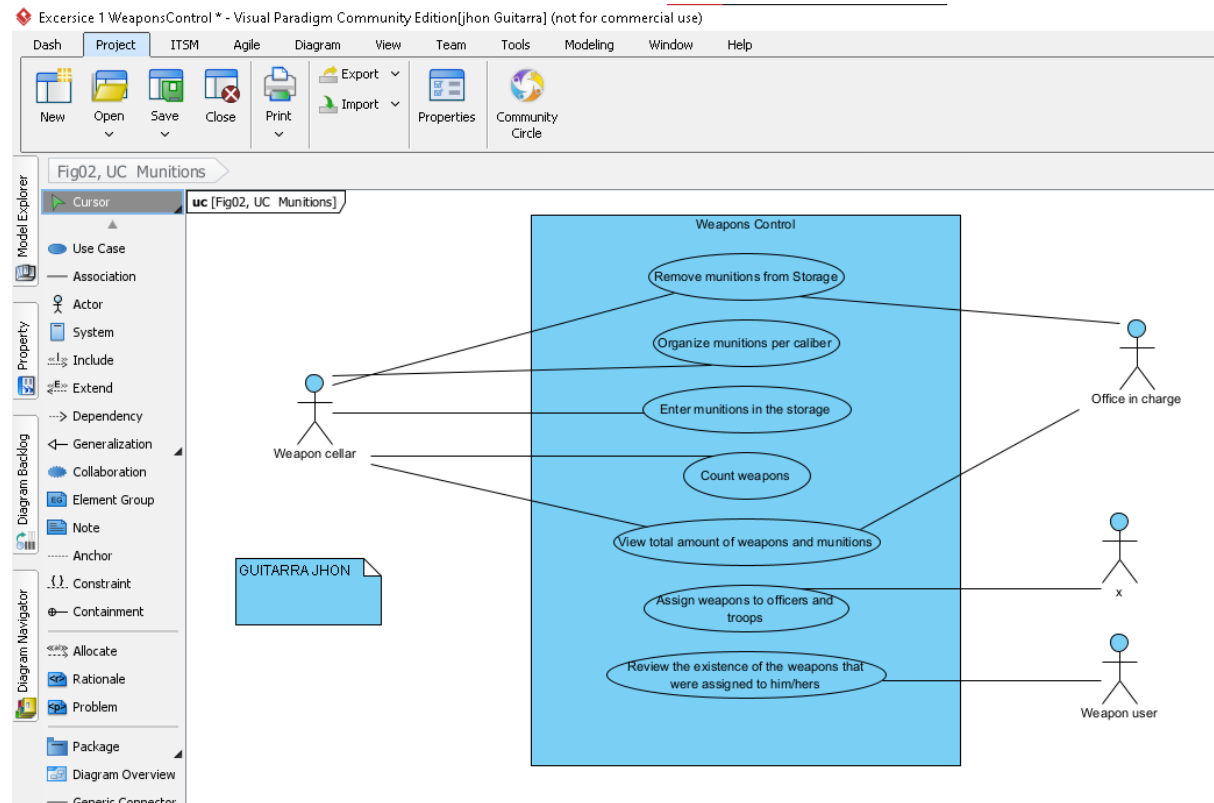 Excersice 1 WeaponsControl * - Visual Paradigm Community Edition[jhon Guitarra] (not for commercial use)
Dash Project ITSM Agile Diagram View Team Tools Modeling Window Help
New Open Save Close Print Export Import Properties Community Circle
Fig02, UC Munitions
Model Explorer
Property
Diagram Backlog
Diagram Navigator
Cursor
Use Case
Association
Actor
System
«I» Include
«E» Extend
Dependency
Generalization
Collaboration
EG Element Group
Note
Anchor
{} Constraint
Containment
Allocate
Rationale
Problem
Package
Diagram Overview
Generic Connector
uc [Fig02, UC Munitions]
Weapons Control
Remove munitions from Storage
Organize munitions per caliber
Enter munitions in the storage
Count weapons
View total amount of weapons and munitions
Assign weapons to officers and
troops
Review the existence of the weapons that
were assigned to him/hers
Weapon cellar
GUITARRA JHON
Office in charge
x
Weapon user